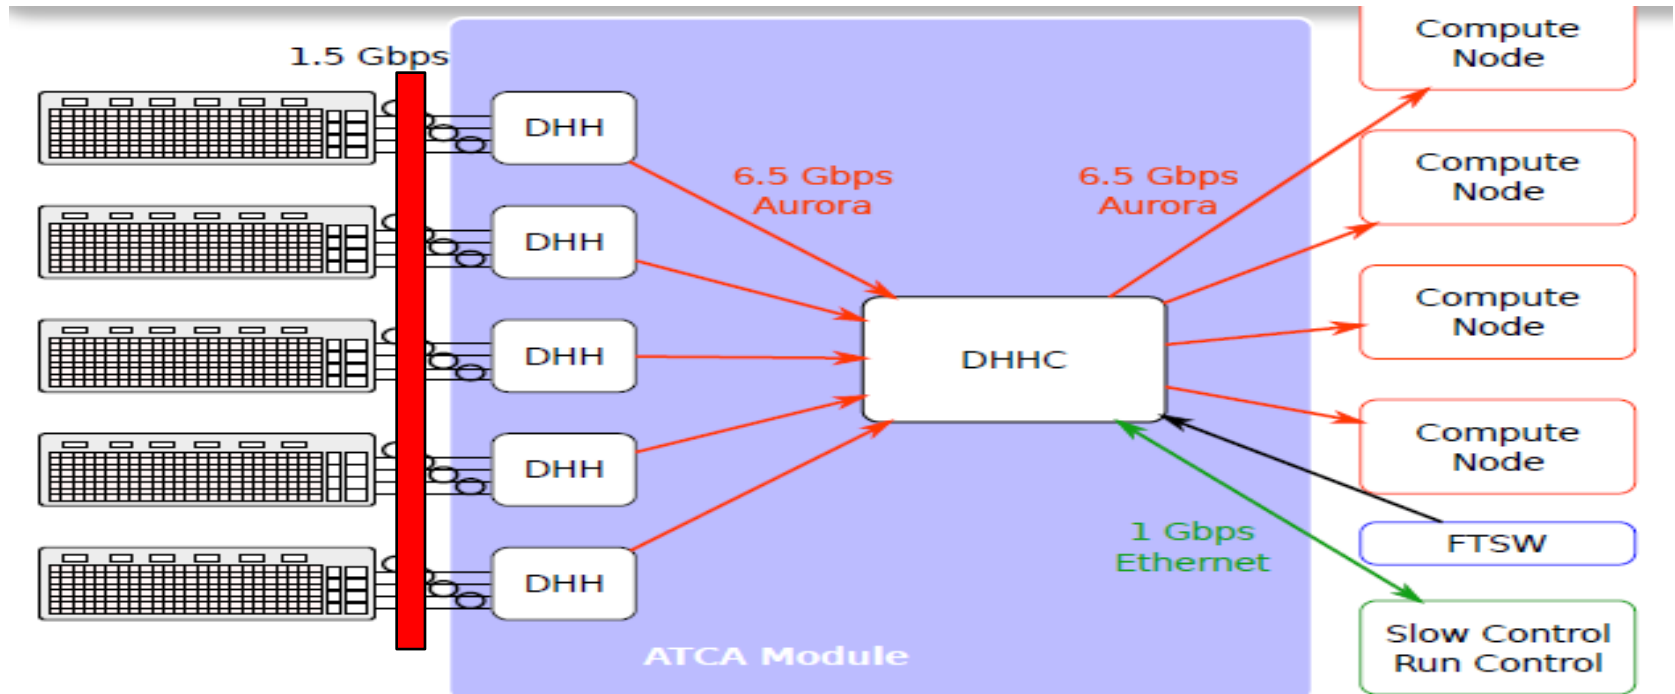 1.5 Gbps
DHH
DHH
DHH
DHH
DHH
6.5 Gbps
Aurora
6.5 Gbps
Aurora
DHHC
1 Gbps
Ethernet
ATCA Module
Compute
Node
Compute
Node
Compute
Node
Compute
Node
FTSW
Slow Control
Run Control